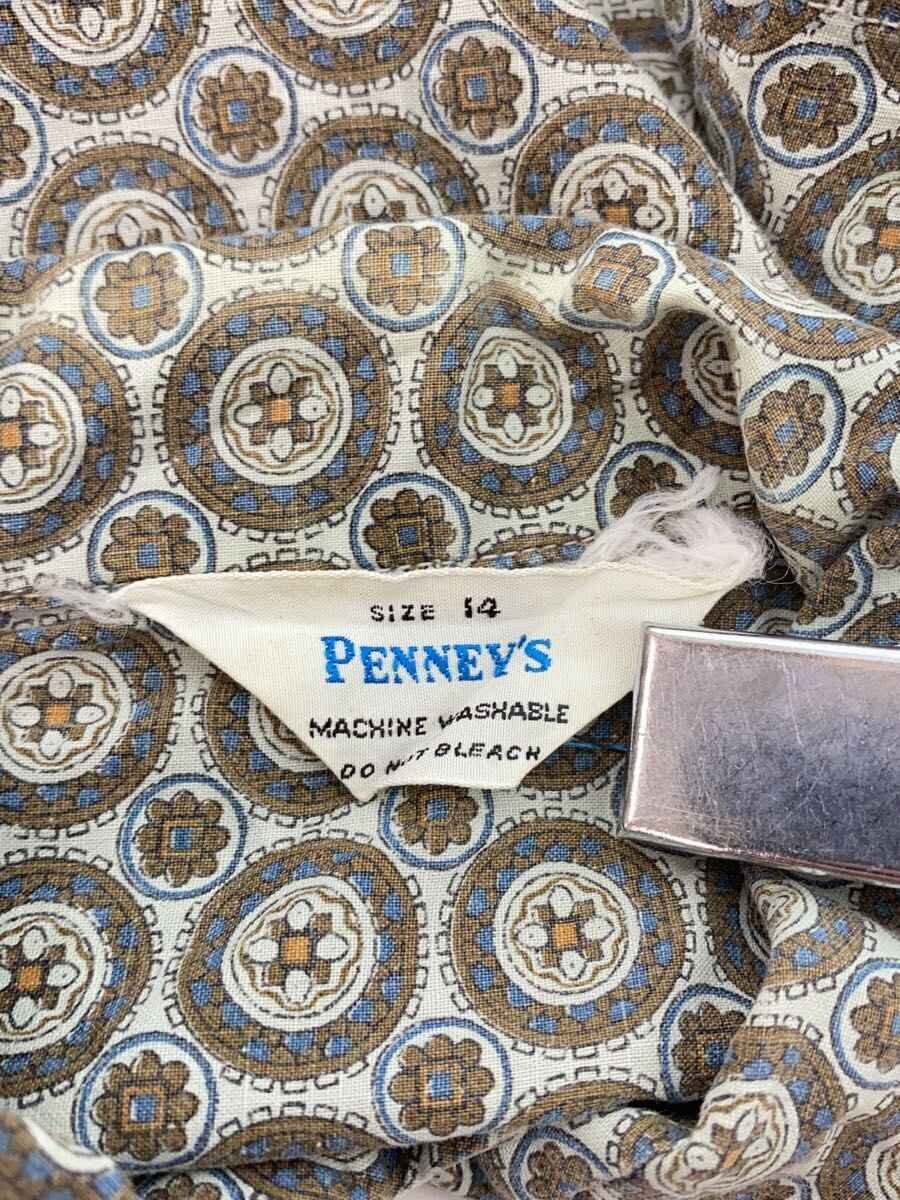 SIZE 14
PENNEY'S
MACHINE WASHABLE
DO NOT BLEACH